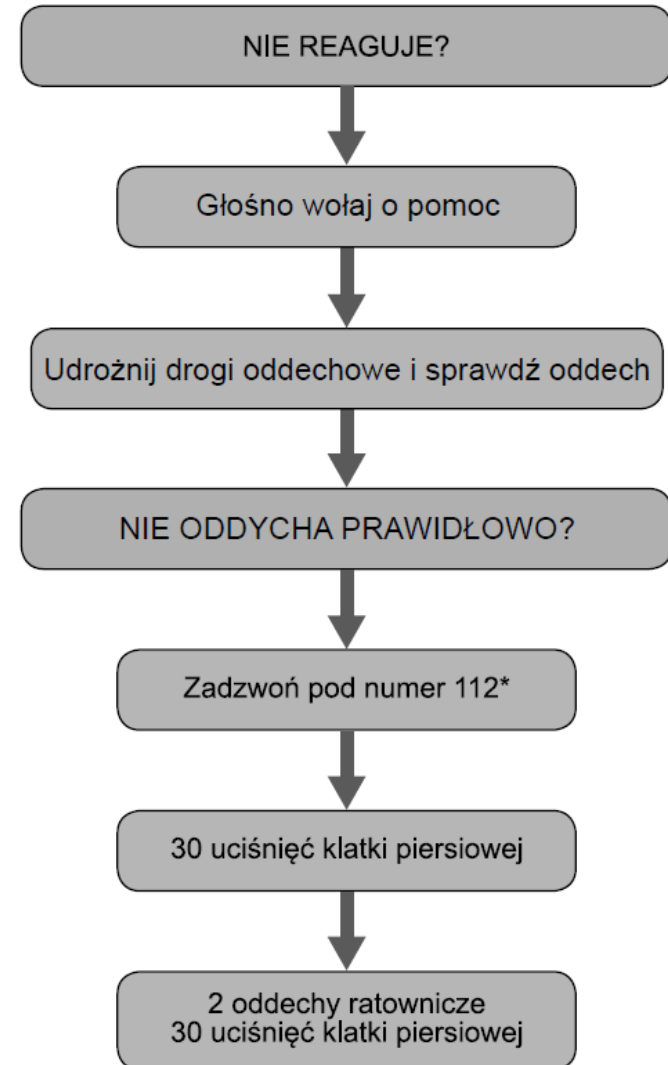 NIE REAGUJE?
Głośno wołaj o pomoc
Udrożnij drogi oddechowe i sprawdź oddech
NIE ODDYCHA PRAWIDŁOWO?
Zadzwoń pod numer 112*
30 uciśnięć klatki piersiowej
2 oddechy ratownicze
30 uciśnięć klatki piersiowej